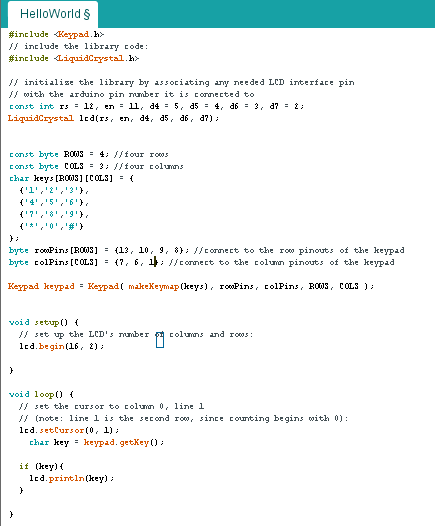 HelloWorld §
#include <Keypad.h>
// include the library code:
#include <LiquidCrystal.h>
// initialize the library by associating any needed LCD interface pin
// with the arduino pin number it is connected to
const int rs = 12, en = 11, d4 = 5, d5 = 4, d6 = 3, d7 = 2;
LiquidCrystal lcd(rs, en, d4, d5, d6, d7);
const byte ROWS = 4; //four rows
const byte COLS = 3; //four columns
char keys[ROWS][COLS] = {
{'1','2','3'},
{'4','5','6'},
{'7','8','9'},
{'*','0','#'}
};
byte rowPins[ROWS] = {13, 10, 9, 8}; //connect to the row pinouts of the keypad
byte colPins[COLS] = {7, 6, 1}; //connect to the column pinouts of the keypad
Keypad keypad = Keypad( makeKeymap(keys), rowPins, colPins, ROWS, COLS );
void setup() {
// set up the LCD's number of columns and rows:
lcd.begin(16, 2);
}
void loop() {
// set the cursor to column 0, line 1
// (note: line 1 is the second row, since counting begins with 0):
lcd.setCursor(0, 1);
char key = keypad.getKey();
if (key){
lcd.println(key);
}
}